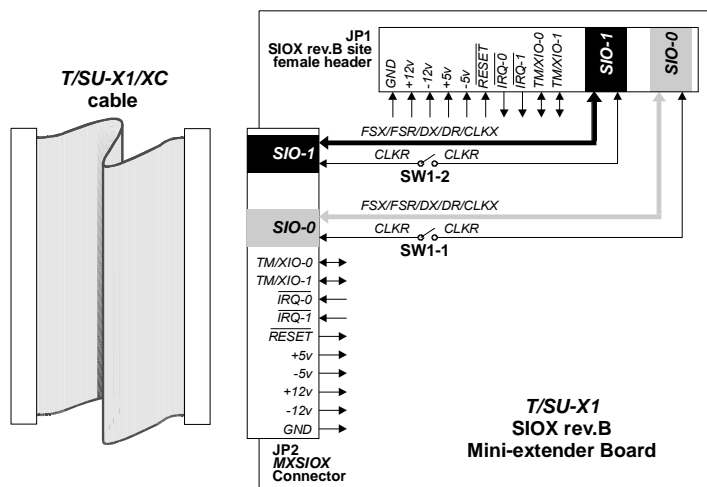 JP1
SIOX rev.B site
female header
GND
+12v
-12v
+5v
-5v
RESET
IRQ-0
IRQ-1
TM/XIO-0
TM/XIO-1
SIO-1
SIO-0
T/SU-X1/XC
cable
SIO-1
FSX/FSR/DX/DR/CLKX
CLKR CLKR
SW1-2
SIO-0
FSX/FSR/DX/DR/CLKX
CLKR CLKR
SW1-1
TM/XIO-0
TM/XIO-1
IRQ-0
IRQ-1
RESET
+5v
-5v
+12v
-12v
GND
JP2
MXSIOX
Connector
T/SU-X1
SIOX rev.B
Mini-extender Board